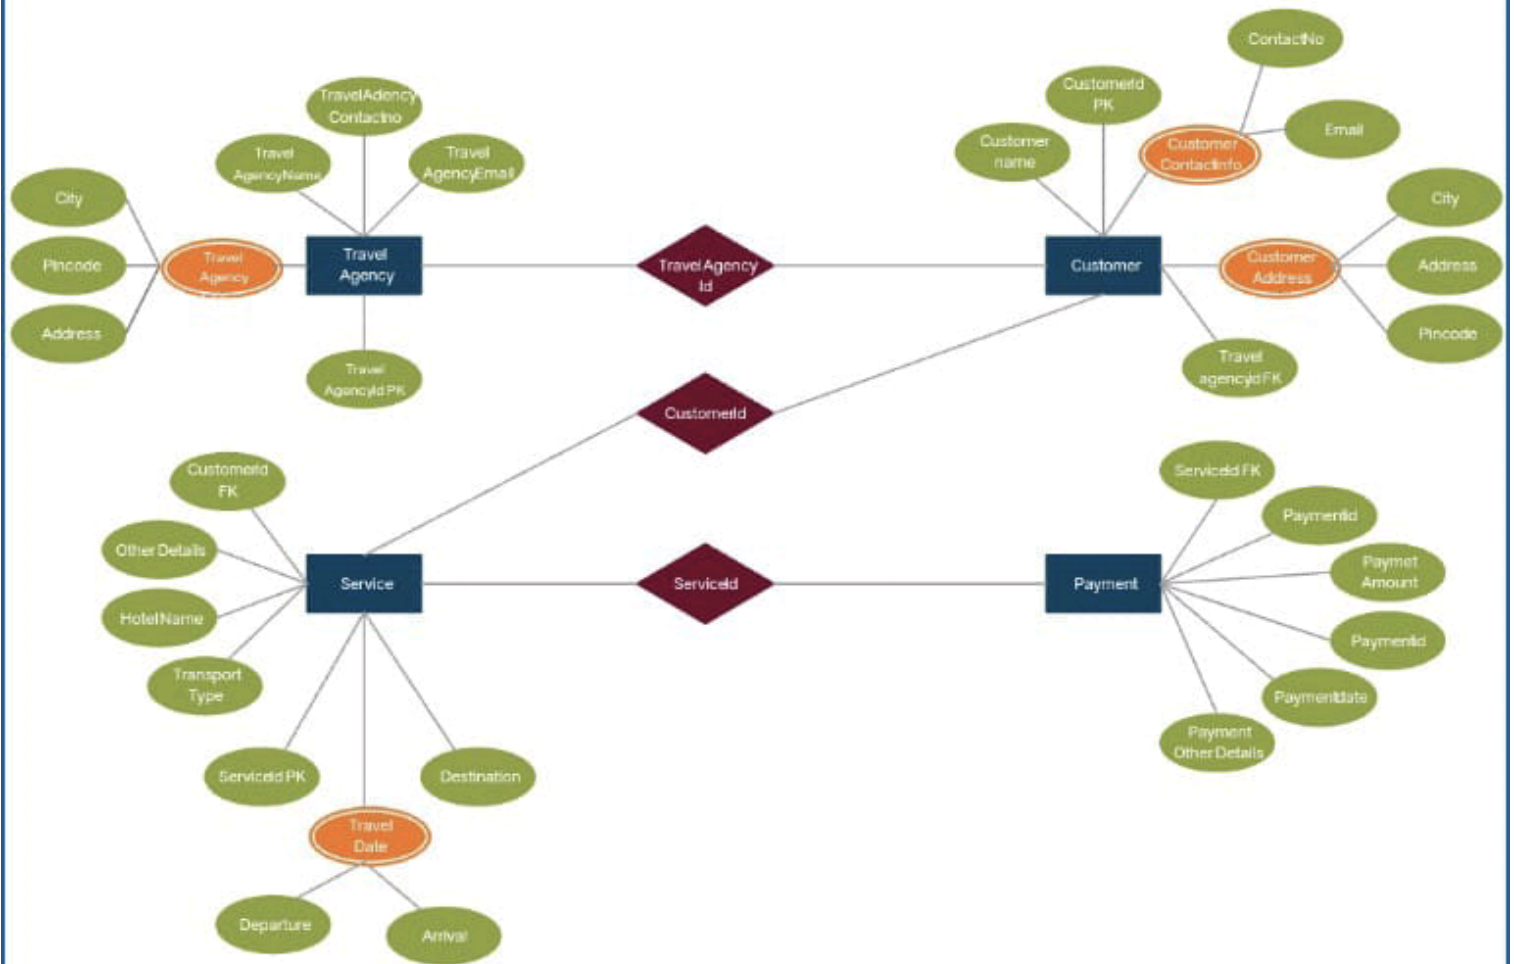 ContactNo
CustomerId
PK
Customer
ContactInfo
Email
Customer
name
TravelAdency
Contactno
Travel
AgencyName
Travel
AgencyEmail
City
Pincode
Address
Travel
Agency
Travel
Agency
Travel
AgencyId PK
Travel Agency
Id
Customer
Customer
Address
City
Address
Pincode
Travel
agencyId FK
CustomerId
CustomerId
FK
Other Details
Hotel Name
Transport
Type
Service
ServiceId
Payment
ServiceId FK
PaymentId
Paymet
Amount
PaymentId
Paymentdate
Payment
Other Details
ServiceId PK
Destination
Travel
Date
Departure
Arrival